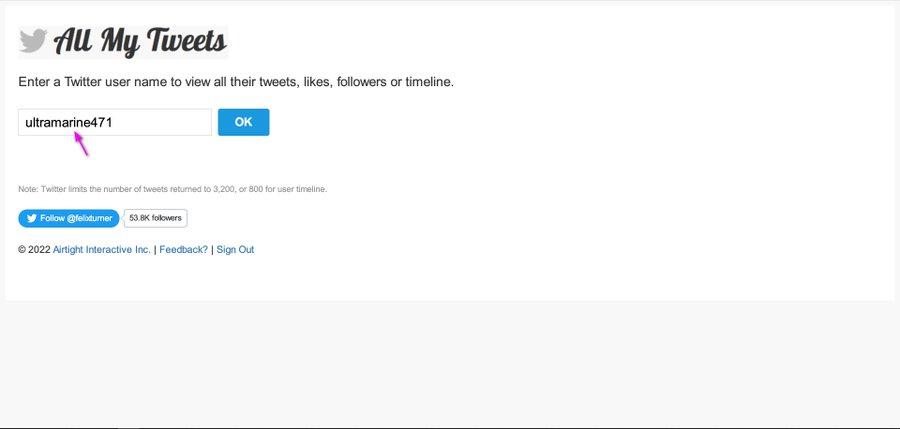 All My Tweets
Enter a Twitter user name to view all their tweets, likes, followers or timeline.
ultramarine471 OK
Note: Twitter limits the number of tweets returned to 3,200, or 800 for user timeline.
Follow @felixturner 53.8K followers
© 2022 Airtight Interactive Inc. | Feedback? | Sign Out